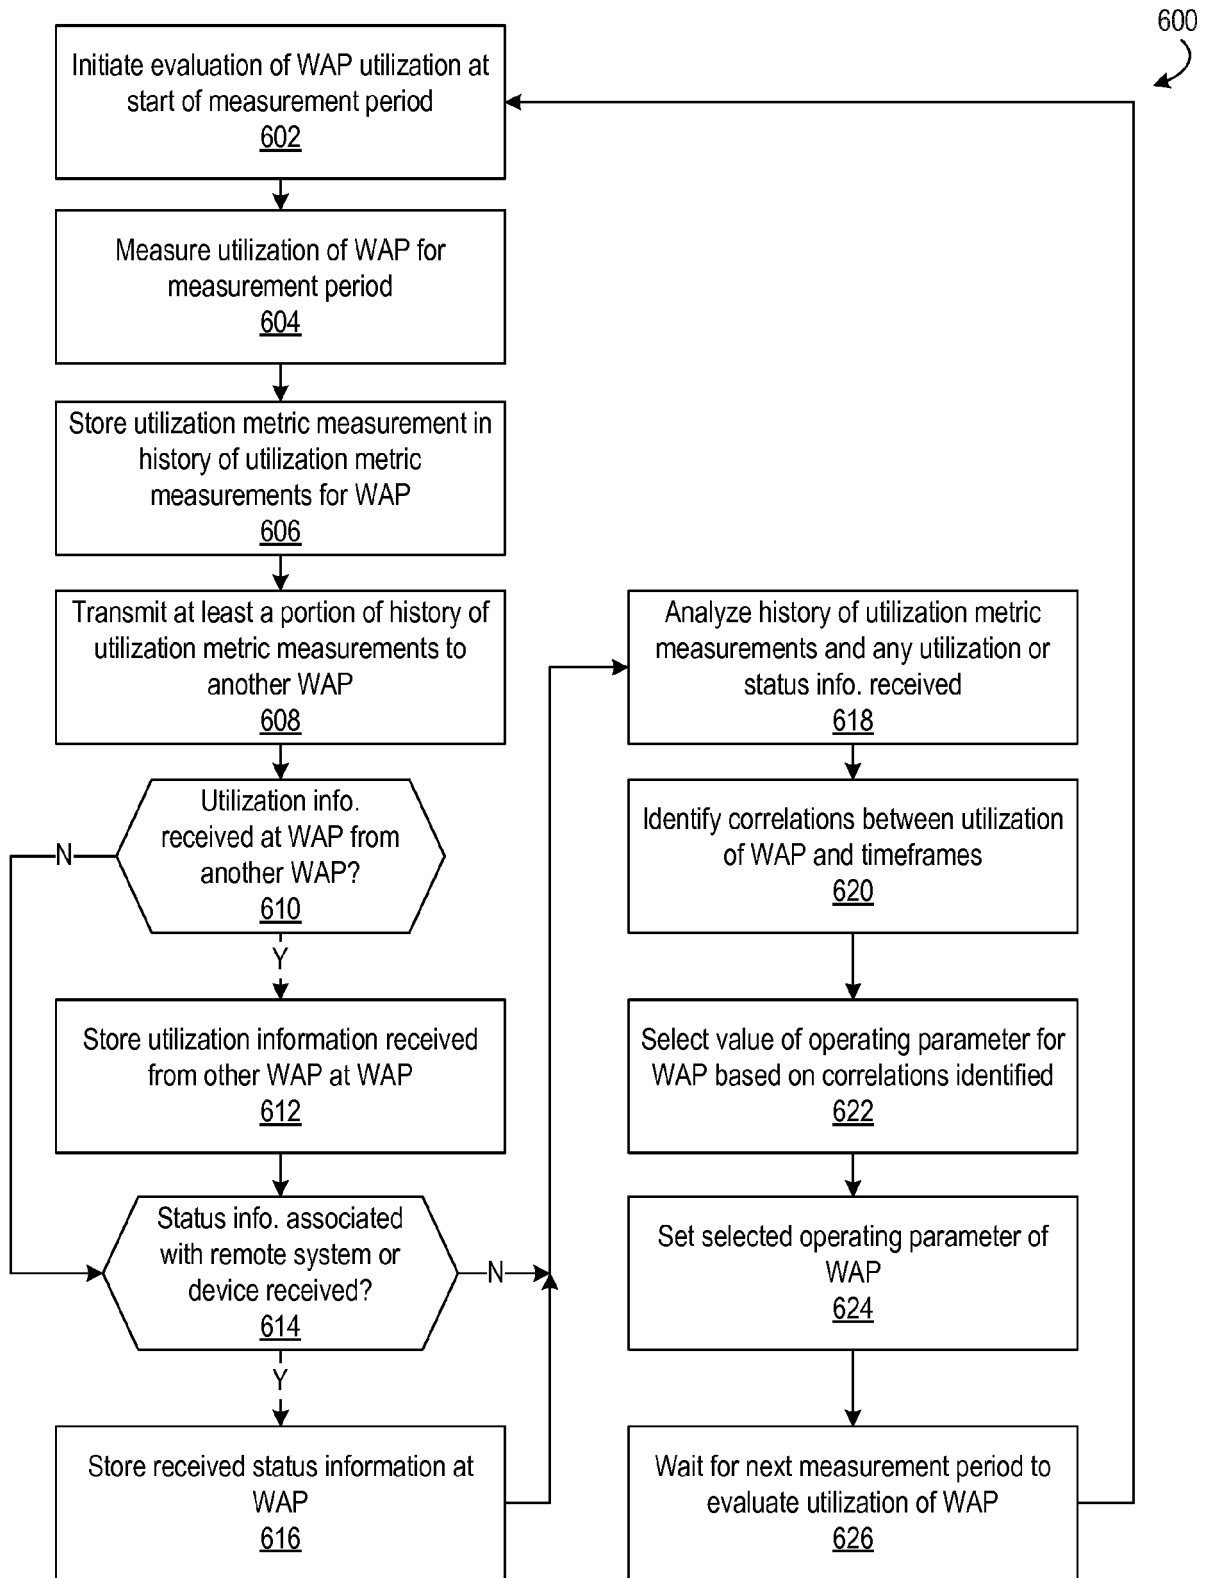 600
Initiate evaluation of WAP utilization at
start of measurement period
602
Measure utilization of WAP for
measurement period
604
Store utilization metric measurement in
history of utilization metric
measurements for WAP
606
Transmit at least a portion of history of
utilization metric measurements to
another WAP
608
Utilization info.
received at WAP from
another WAP?
610
N
Y
Store utilization information received
from other WAP at WAP
612
Status info. associated
with remote system or
device received?
614
N
Y
Store received status information at
WAP
616
Analyze history of utilization metric
measurements and any utilization or
status info. received
618
Identify correlations between utilization
of WAP and timeframes
620
Select value of operating parameter for
WAP based on correlations identified
622
Set selected operating parameter of
WAP
624
Wait for next measurement period to
evaluate utilization of WAP
626